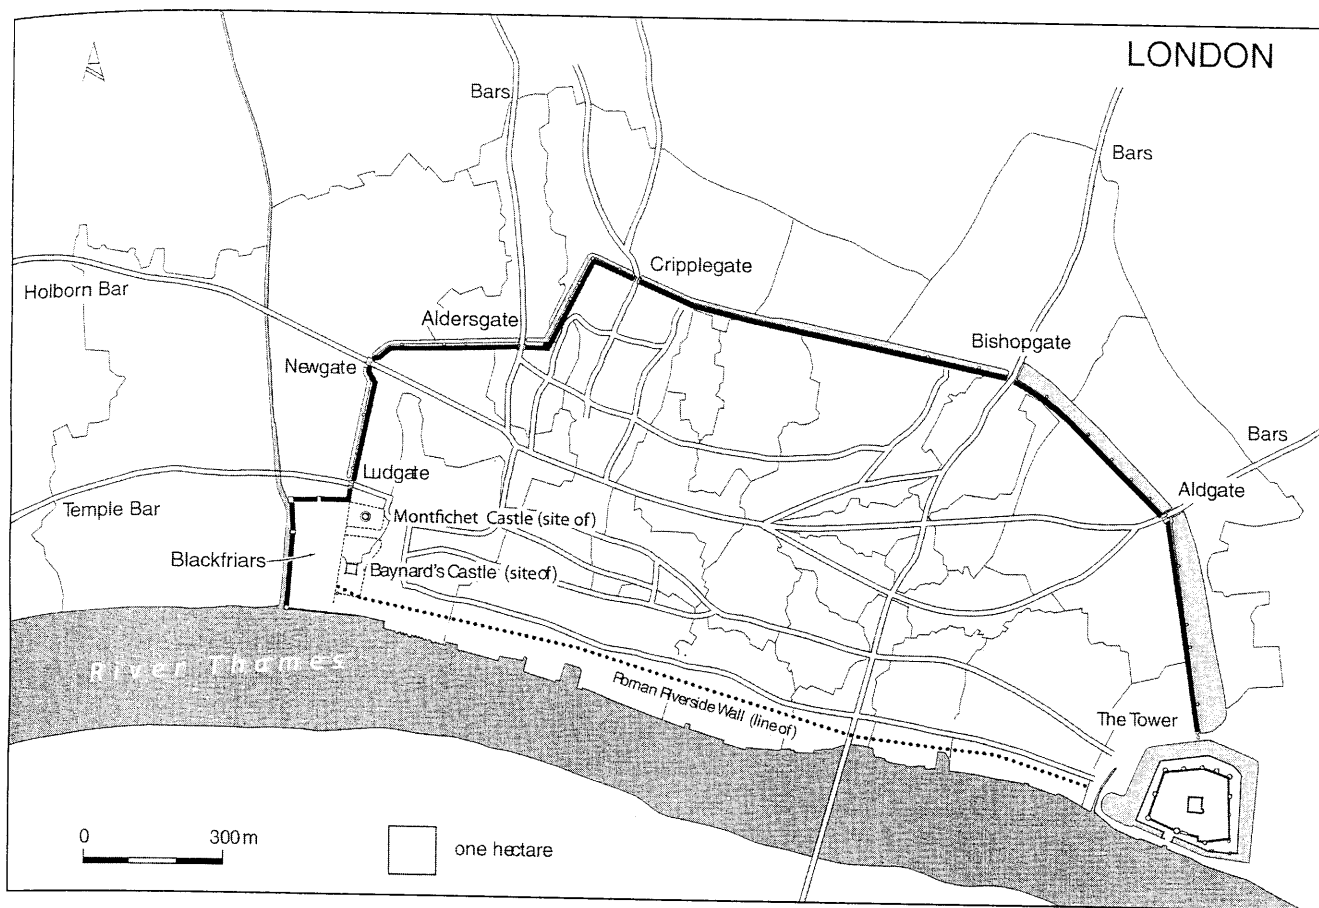 LONDON
Bars
Bars
Cripplegate
Holborn Bar
Aldersgate
Bishopgate
Newgate
Bars
Ludgate
Aldgate
Temple Bar
Montfichet Castle (site of)
Blackfriars
Baynard's Castle (site of)
River Thames
Roman Riverside Wall (line of)
The Tower
0 300 m
one hectare